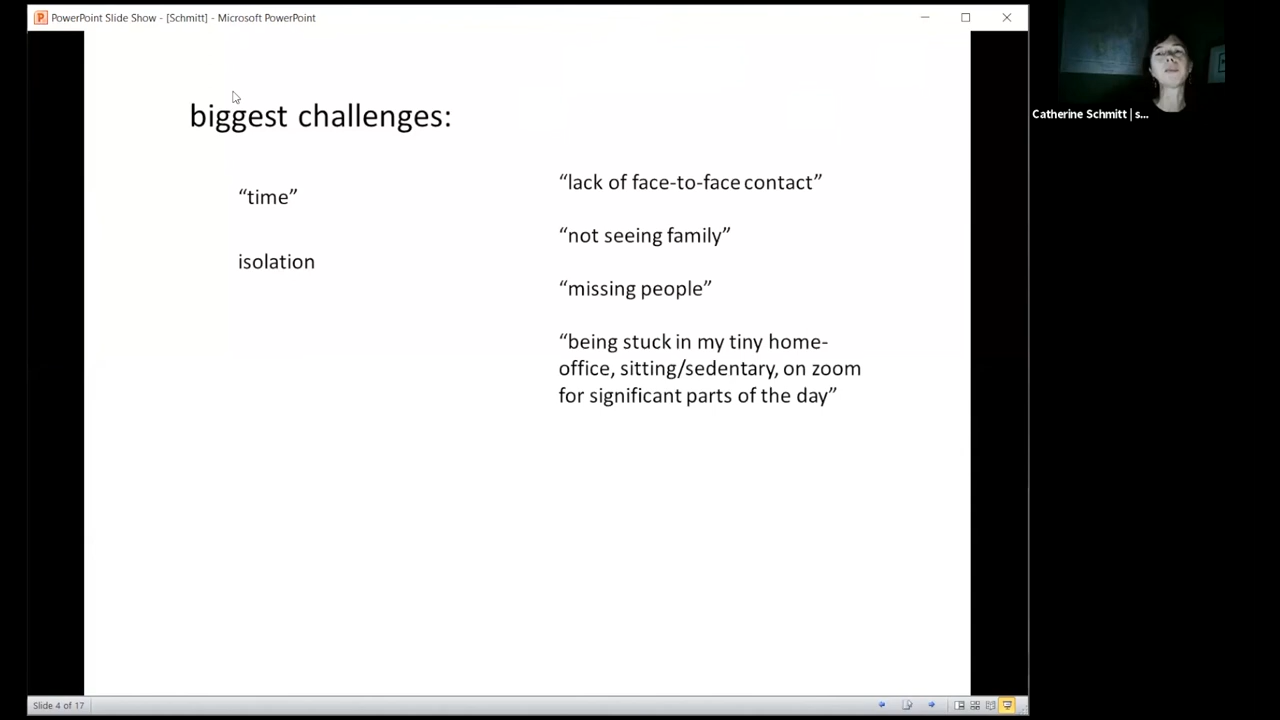 PowerPoint Slide Show - [Schmitt] - Microsoft PowerPoint
biggest challenges:
“time”
isolation
“lack of face-to-face contact”
“not seeing family”
“missing people”
“being stuck in my tiny home-
office, sitting/sedentary, on zoom
for significant parts of the day”
Catherine Schmitt | s...
Slide 4 of 17